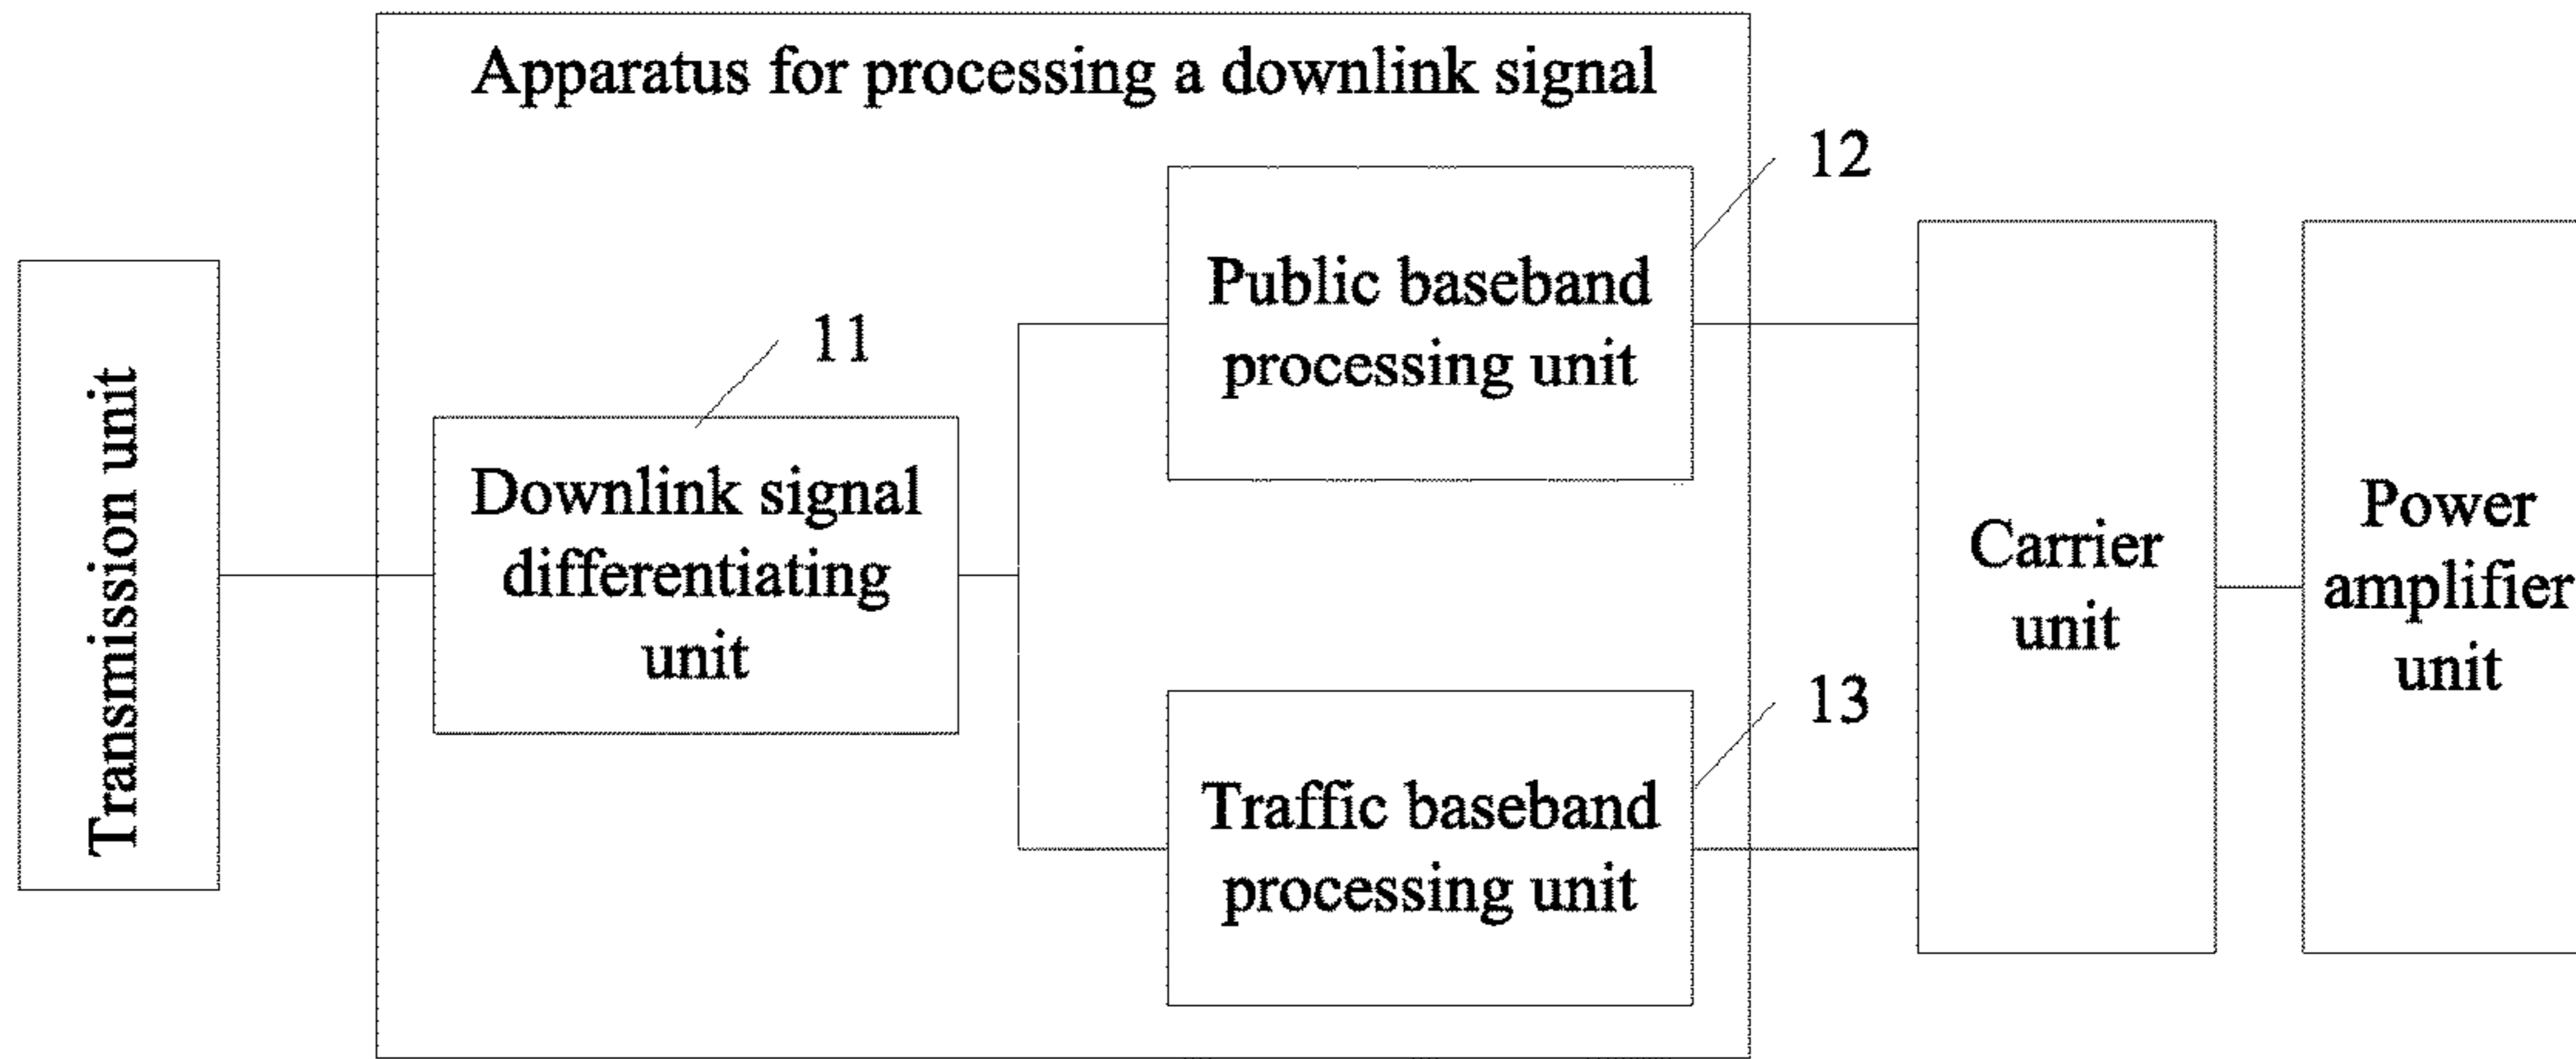 Apparatus for processing a downlink signal
Transmission unit
11
Downlink signal
differentiating
unit
12
Public baseband
processing unit
13
Traffic baseband
processing unit
Carrier
unit
Power
amplifier
unit